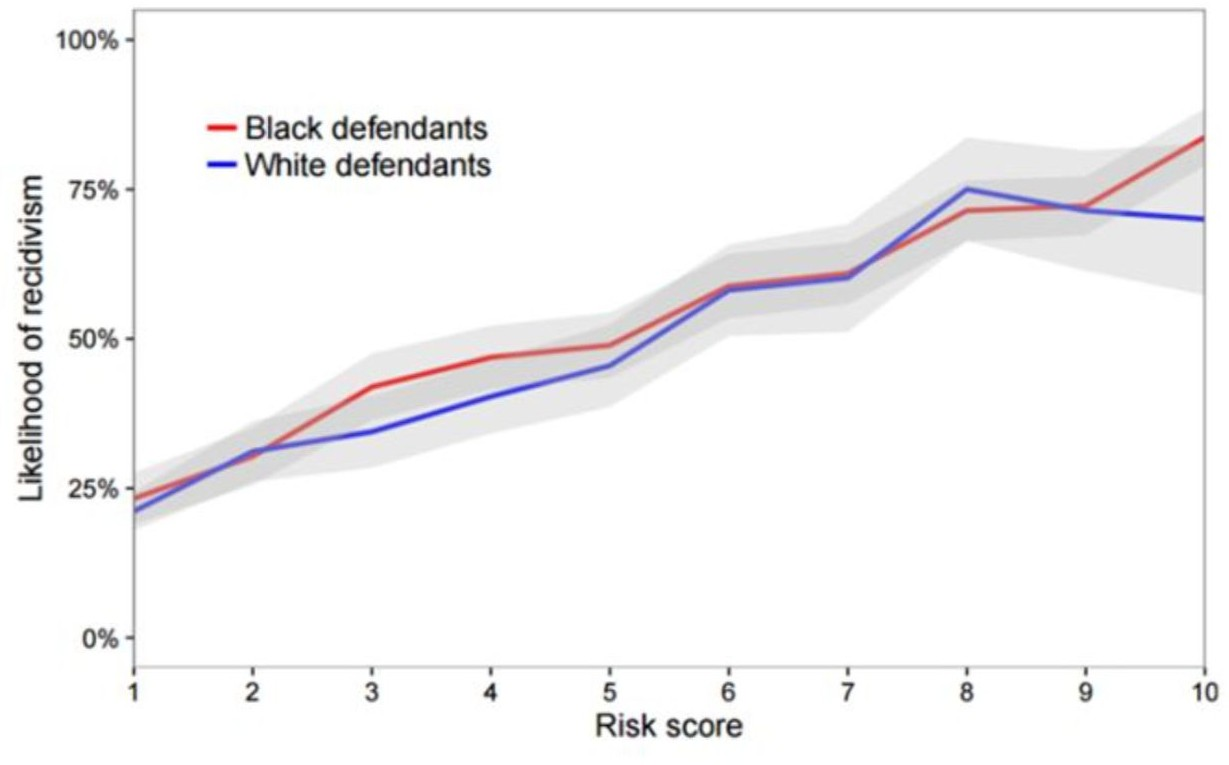 100%
75%
50%
25%
0%
Likelihood of recidivism
Black defendants
White defendants
1 2 3 4 5 6 7 8 9 10
Risk score